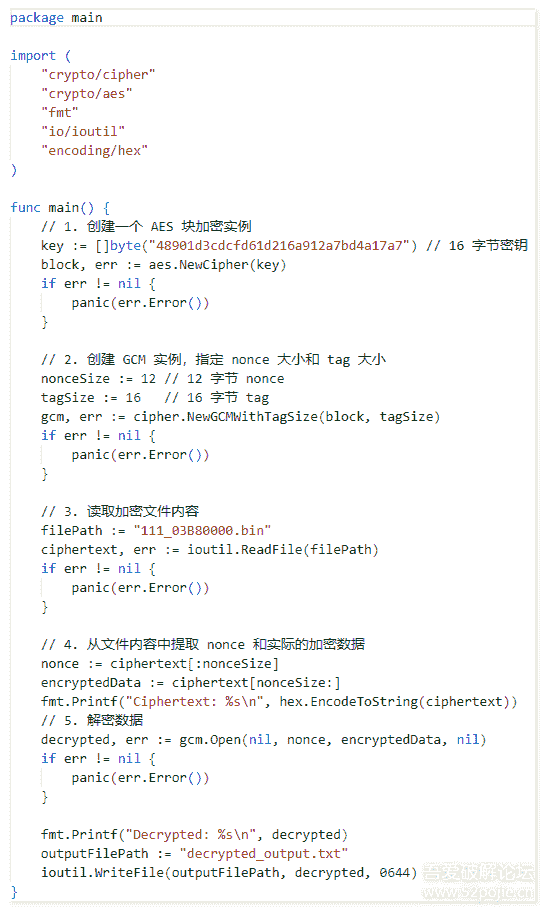 package main

import (
    "crypto/cipher"
    "crypto/aes"
    "fmt"
    "io/ioutil"
    "encoding/hex"
)

func main() {
    // 1. 创建一个 AES 块加密实例
    key := []byte("48901d3cdcfd61d216a912a7bd4a17a7") // 16 字节密钥
    block, err := aes.NewCipher(key)
    if err != nil {
        panic(err.Error())
    }

    // 2. 创建 GCM 实例，指定 nonce 大小和 tag 大小
    nonceSize := 12 // 12 字节 nonce
    tagSize := 16   // 16 字节 tag
    gcm, err := cipher.NewGCMWithTagSize(block, tagSize)
    if err != nil {
        panic(err.Error())
    }

    // 3. 读取加密文件内容
    filePath := "111_03B80000.bin"
    ciphertext, err := ioutil.ReadFile(filePath)
    if err != nil {
        panic(err.Error())
    }

    // 4. 从文件内容中提取 nonce 和实际的加密数据
    nonce := ciphertext[:nonceSize]
    encryptedData := ciphertext[nonceSize:]
    fmt.Printf("Ciphertext: %s\n", hex.EncodeToString(ciphertext))
    // 5. 解密数据
    decrypted, err := gcm.Open(nil, nonce, encryptedData, nil)
    if err != nil {
        panic(err.Error())
    }

    fmt.Printf("Decrypted: %s\n", decrypted)
    outputFilePath := "decrypted_output.txt"
    ioutil.WriteFile(outputFilePath, decrypted, 0644)
}
吾爱破解论坛
www.52pojie.cn